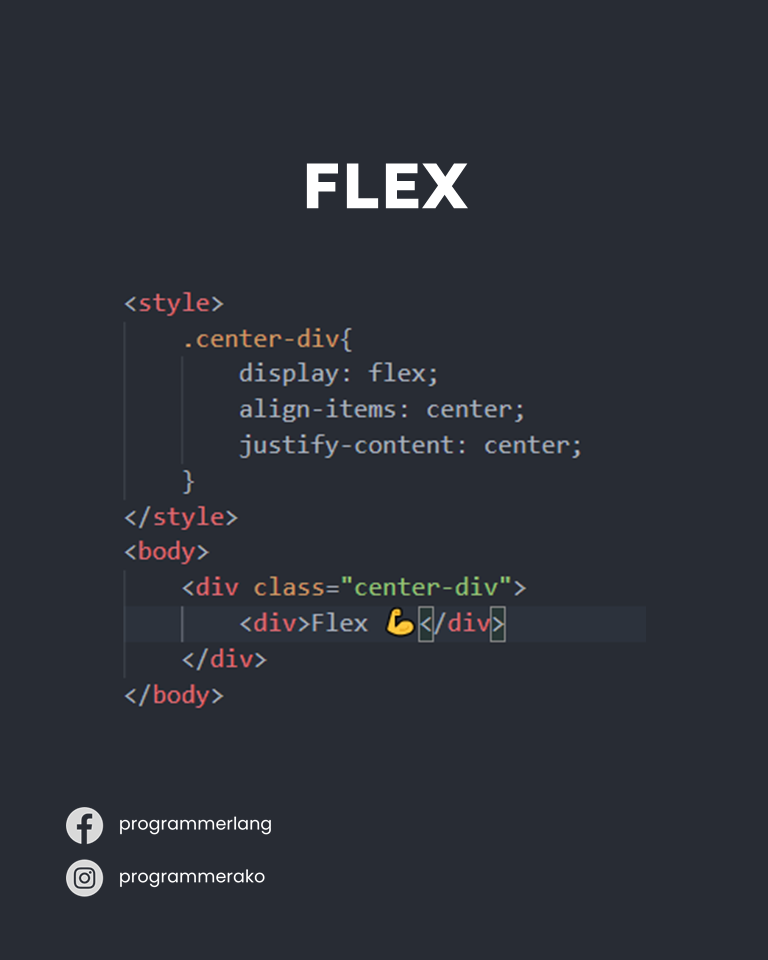 FLEX
<style>
    .center-div{
        display: flex;
        align-items: center;
        justify-content: center;
    }
</style>
<body>
    <div class="center-div">
        <div>Flex 💪</div>
    </div>
</body>
programmerlang
programmerako